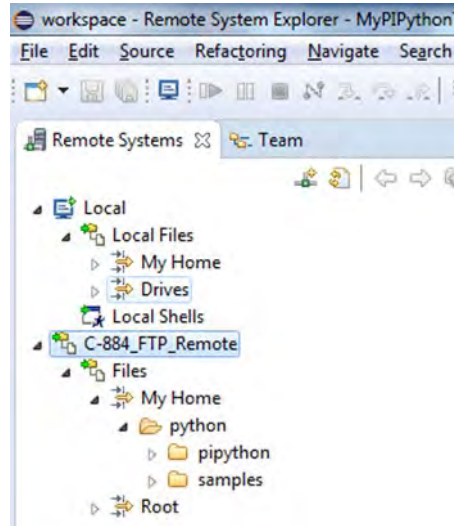 workspace - Remote System Explorer - MyPIPython
File Edit Source Refactoring Navigate Search
Remote Systems Team
Local
Local Files
My Home
Drives
Local Shells
C-884_FTP_Remote
Files
My Home
python
pipython
samples
Root